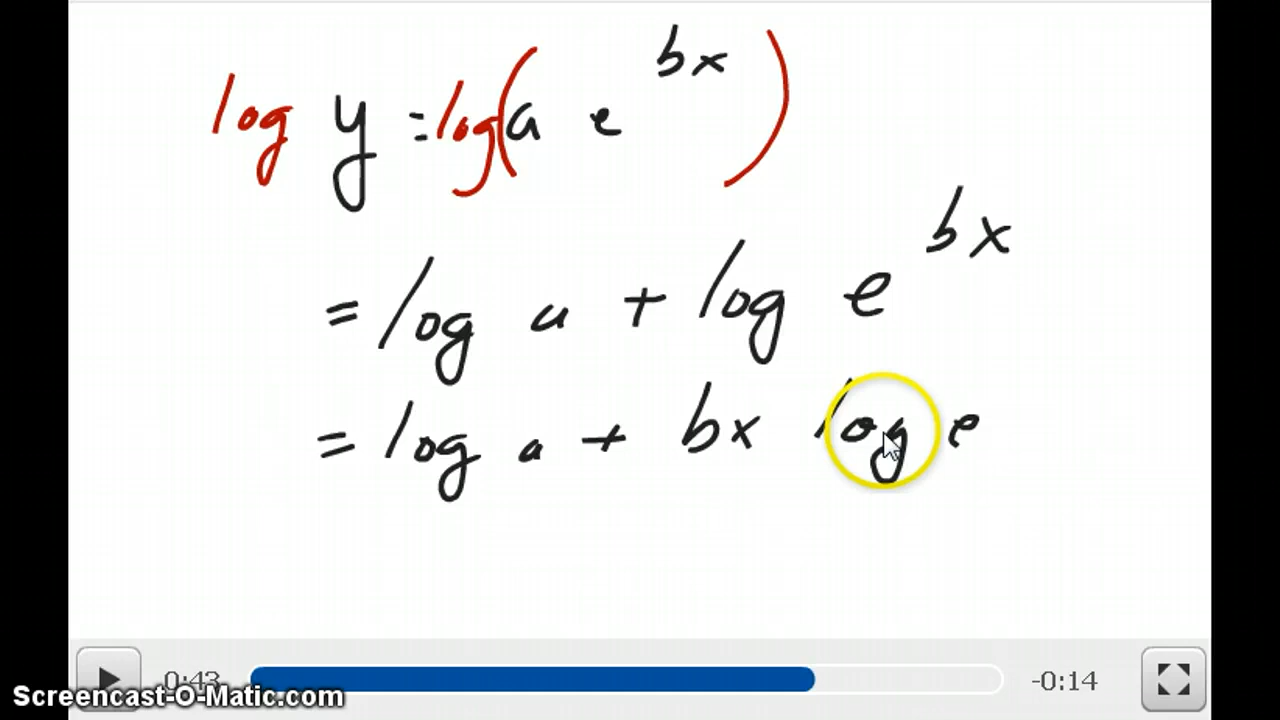 log y = log(a e^bx)
= log a + log e^bx
= log a + bx log e
0:43 -0:14
Screencast-O-Matic.com